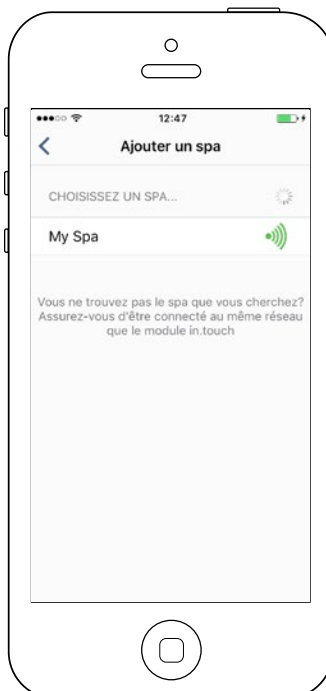 12:47
Ajouter un spa
CHOISISSEZ UN SPA...
My Spa
Vous ne trouvez pas le spa que vous cherchez?
Assurez-vous d'être connecté au même réseau
que le module in.touch